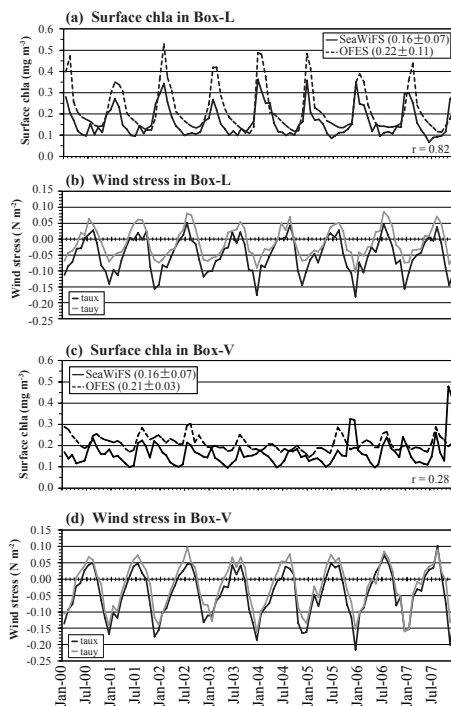 (a) Surface chla in Box-L
Surface chla (mg m-3)
0.6
0.5
0.4
0.3
0.2
0.1
0.0
SeaWiFS (0.16±0.07)
OFES (0.22±0.11)
r = 0.82
(b) Wind stress in Box-L
Wind stress (N m-2)
0.15
0.10
0.05
0.00
-0.05
-0.10
-0.15
-0.20
-0.25
taux
tauy
(c) Surface chla in Box-V
Surface chla (mg m-3)
0.6
0.5
0.4
0.3
0.2
0.1
0.0
SeaWiFS (0.16±0.07)
OFES (0.21±0.03)
r = 0.28
(d) Wind stress in Box-V
Wind stress (N m-2)
0.15
0.10
0.05
0.00
-0.05
-0.10
-0.15
-0.20
-0.25
taux
tauy
Jan-00
Jul-00
Jan-01
Jul-01
Jan-02
Jul-02
Jan-03
Jul-03
Jan-04
Jul-04
Jan-05
Jul-05
Jan-06
Jul-06
Jan-07
Jul-07